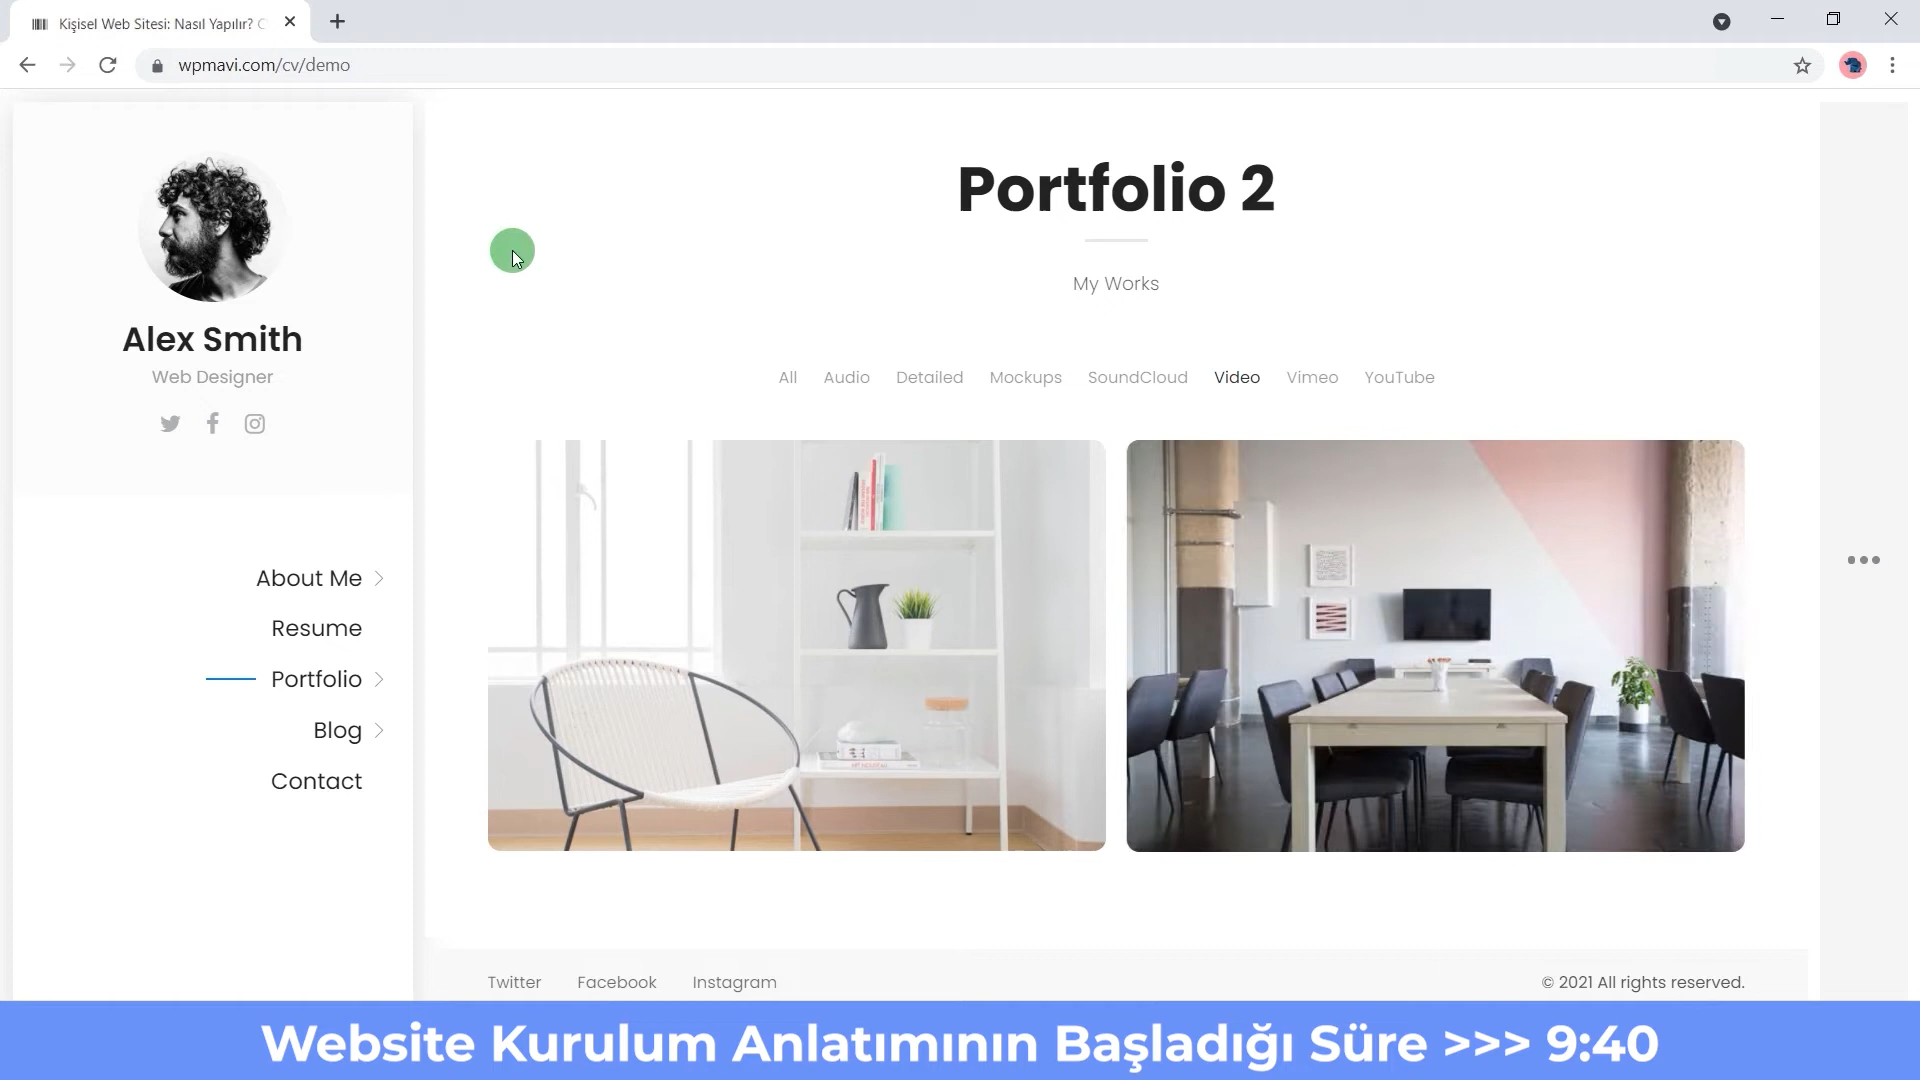 Kişisel Web Sitesi: Nasıl Yapılır? C
wpmavi.com/cv/demo
Alex Smith
Web Designer
About Me
Resume
Portfolio
Blog
Contact
Portfolio 2
My Works
All Audio Detailed Mockups SoundCloud Video Vimeo YouTube
Twitter Facebook Instagram
© 2021 All rights reserved.
Website Kurulum Anlatımının Başladığı Süre >>> 9:40